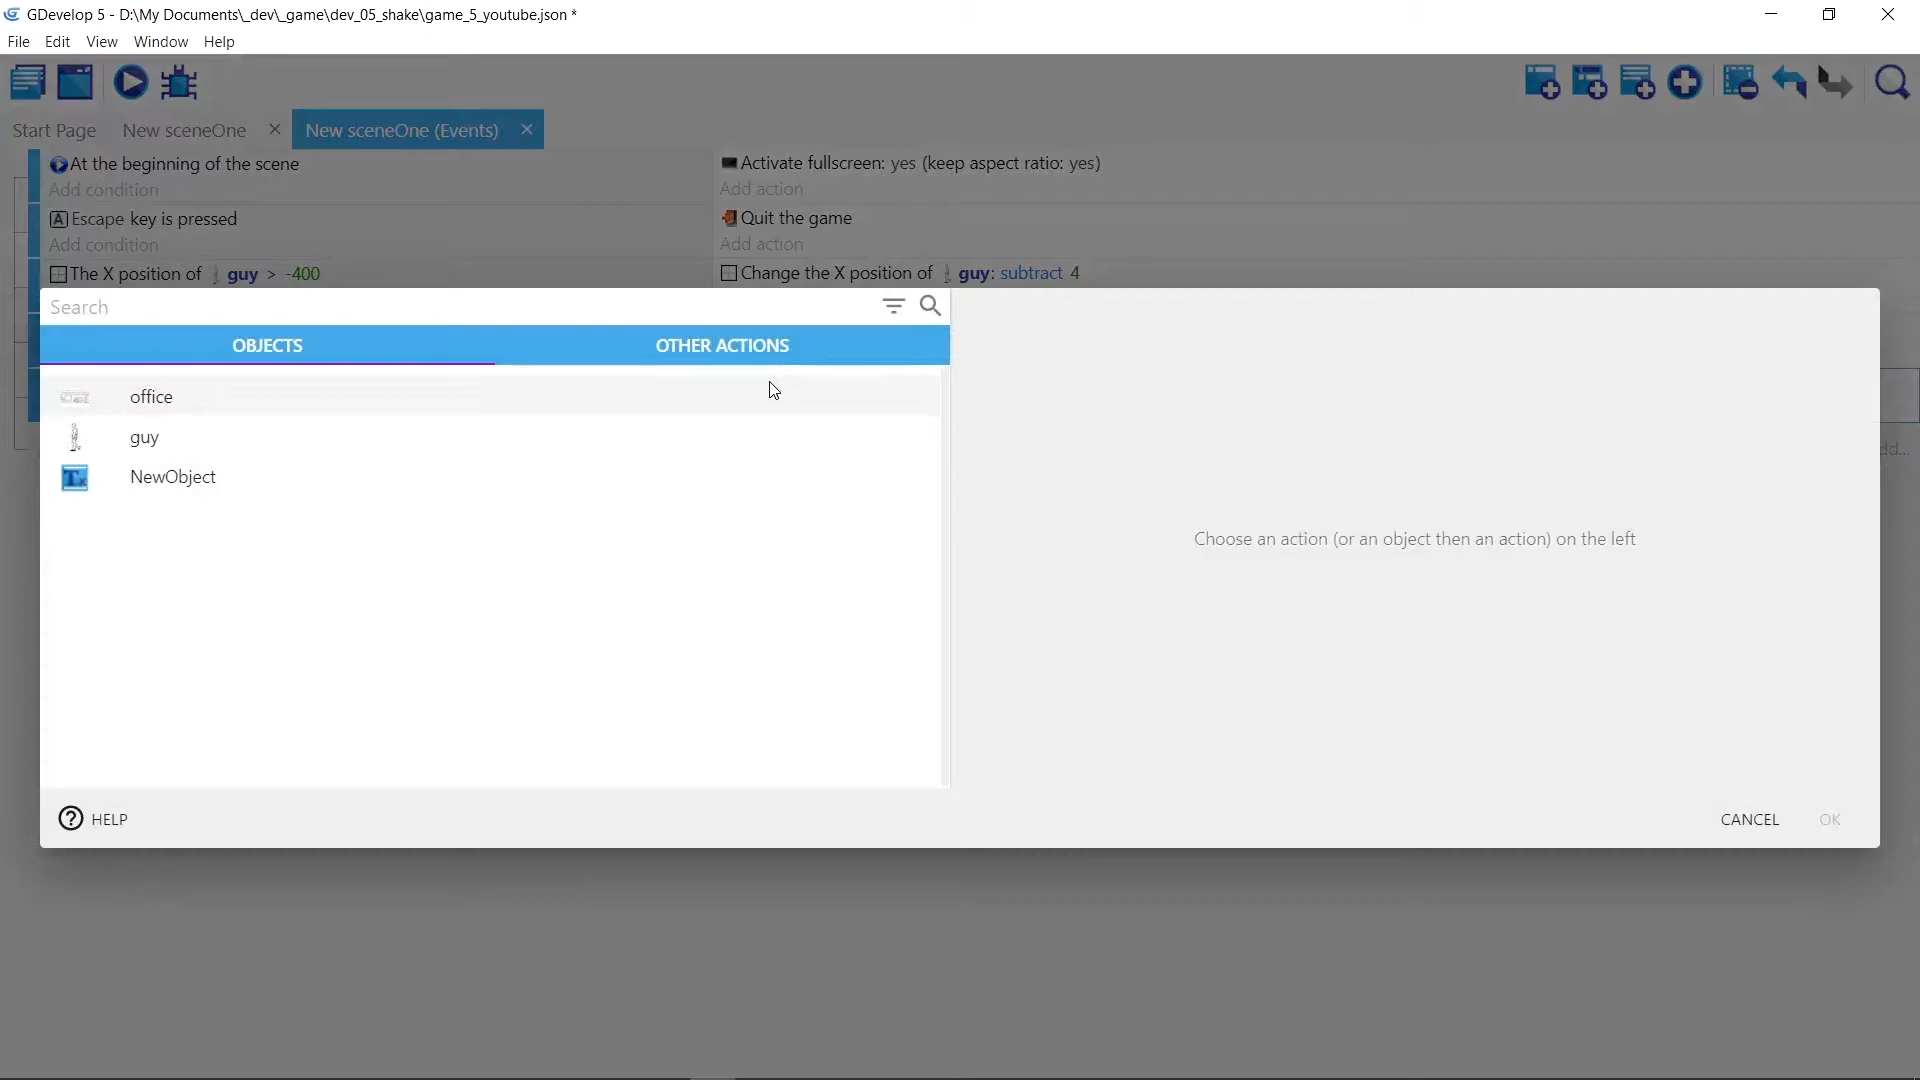 GDevelop 5 - D:\My Documents\_dev\_game\dev_05_shake\game_5_youtube.json *
File Edit View Window Help
Start Page New sceneOne × New sceneOne (Events) ×
At the beginning of the scene
Activate fullscreen: yes (keep aspect ratio: yes)
Add condition
Add action
Escape key is pressed
Quit the game
Add condition
Add action
The X position of guy > -400
Change the X position of guy: subtract 4
Search
OBJECTS
OTHER ACTIONS
office
guy
NewObject
Choose an action (or an object then an action) on the left
HELP
CANCEL
OK